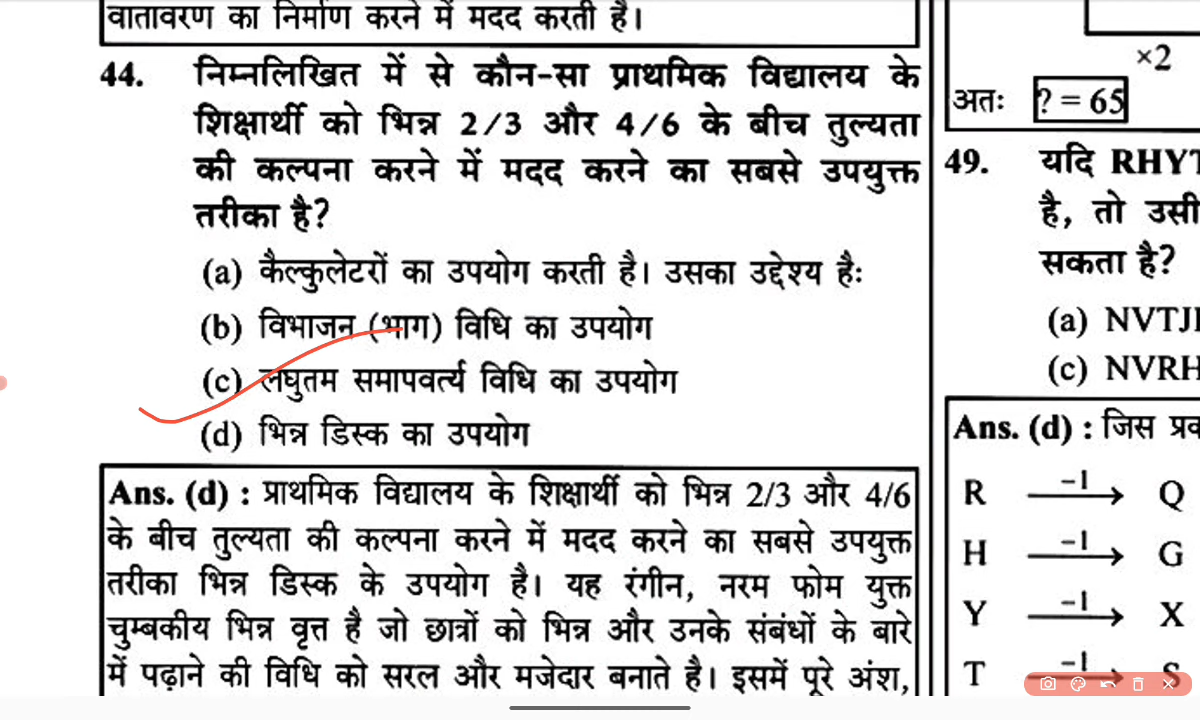 वातावरण का निर्माण करने में मदद करती है।
44. निम्नलिखित में से कौन-सा प्राथमिक विद्यालय के
शिक्षार्थी को भिन्न 2/3 और 4/6 के बीच तुल्यता
की कल्पना करने में मदद करने का सबसे उपयुक्त
तरीका है?
(a) कैल्कुलेटरों का उपयोग करती है। उसका उद्देश्य हैः
(b) विभाजन (भाग) विधि का उपयोग
(c) लघुतम समापवर्त्य विधि का उपयोग
(d) भिन्न डिस्क का उपयोग
Ans. (d) : प्राथमिक विद्यालय के शिक्षार्थी को भिन्न 2/3 और 4/6
के बीच तुल्यता की कल्पना करने में मदद करने का सबसे उपयुक्त
तरीका भिन्न डिस्क के उपयोग है। यह रंगीन, नरम फोम युक्त
चुम्बकीय भिन्न वृत्त है जो छात्रों को भिन्न और उनके संबंधों के बारे
में पढ़ाने की विधि को सरल और मजेदार बनाते है। इसमें पूरे अंश,
×2
अतः ? = 65
49. यदि RHYT
है, तो उसी
सकता है?
(a) NVTJ
(c) NVRH
Ans. (d) : जिस प्रक
R –1 Q
H –1 G
Y –1 X
T –1 S